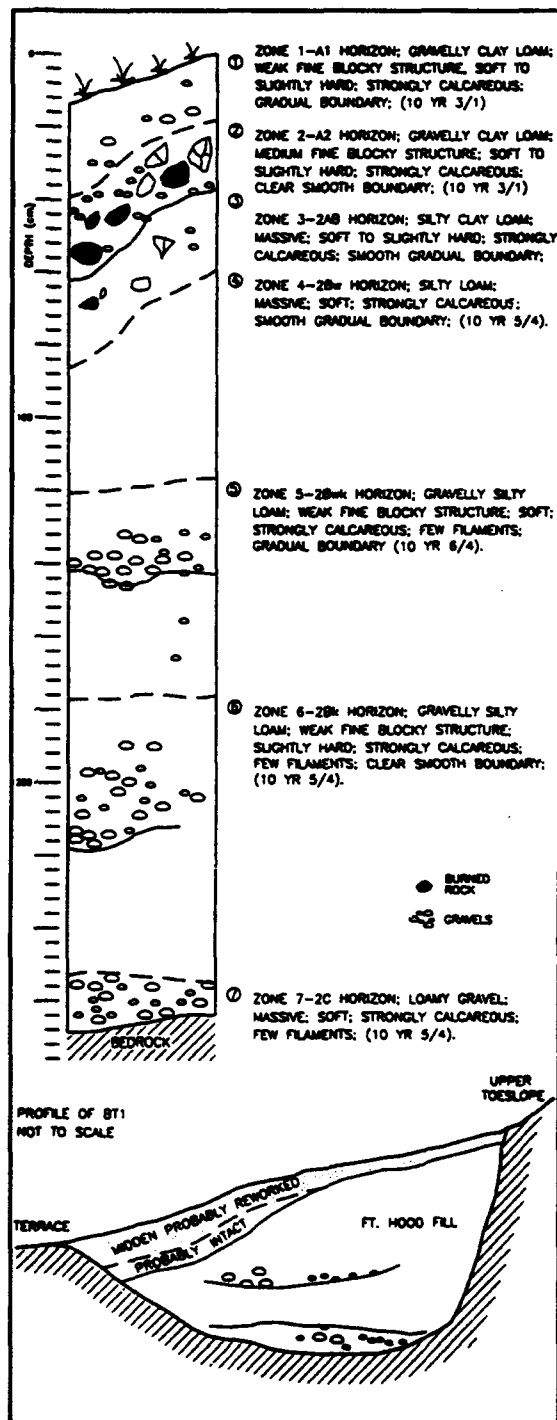 0
DEPTH (cm)
100
200
① ZONE 1-A1 HORIZON; GRAVELLY CLAY LOAM;
WEAK FINE BLOCKY STRUCTURE, SOFT TO
SLIGHTLY HARD; STRONGLY CALCAREOUS;
GRADUAL BOUNDARY; (10 YR 3/1)
② ZONE 2-A2 HORIZON; GRAVELLY CLAY LOAM;
MEDIUM FINE BLOCKY STRUCTURE; SOFT TO
SLIGHTLY HARD; STRONGLY CALCAREOUS;
CLEAR SMOOTH BOUNDARY; (10 YR 3/1)
③ ZONE 3-2AB HORIZON; SILTY CLAY LOAM;
MASSIVE; SOFT TO SLIGHTLY HARD; STRONGLY
CALCAREOUS; SMOOTH GRADUAL BOUNDARY;
④ ZONE 4-2Bw HORIZON; SILTY LOAM;
MASSIVE; SOFT; STRONGLY CALCAREOUS;
SMOOTH GRADUAL BOUNDARY; (10 YR 5/4).
⑤ ZONE 5-2Bwk HORIZON; GRAVELLY SILTY
LOAM; WEAK FINE BLOCKY STRUCTURE; SOFT;
STRONGLY CALCAREOUS; FEW FILAMENTS;
GRADUAL BOUNDARY (10 YR 6/4).
⑥ ZONE 6-2Bk HORIZON; GRAVELLY SILTY
LOAM; WEAK FINE BLOCKY STRUCTURE;
SLIGHTLY HARD; STRONGLY CALCAREOUS;
FEW FILAMENTS; CLEAR SMOOTH BOUNDARY;
(10 YR 5/4).
BURNED
ROCK
GRAVELS
⑦ ZONE 7-2C HORIZON; LOAMY GRAVEL;
MASSIVE; SOFT; STRONGLY CALCAREOUS;
FEW FILAMENTS; (10 YR 5/4).
BEDROCK
PROFILE OF BT1
NOT TO SCALE
UPPER
TOESLOPE
TERRACE
MIDDEN PROBABLY REWORKED
PROBABLY INTACT
FT. HOOD FILL